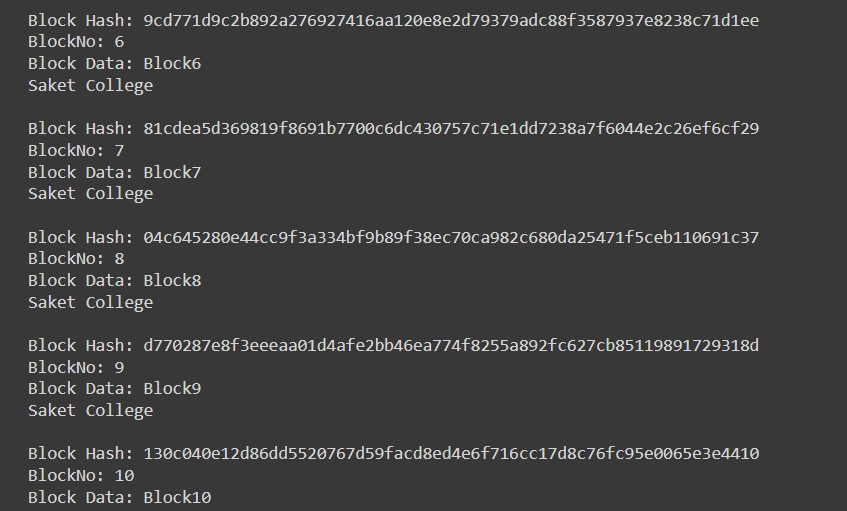 Block Hash: 9cd771d9c2b892a276927416aa120e8e2d79379adc88f3587937e8238c71d1ee
BlockNo: 6
Block Data: Block6
Saket College
Block Hash: 81cdea5d369819f8691b7700c6dc430757c71e1dd7238a7f6044e2c26ef6cf29
BlockNo: 7
Block Data: Block7
Saket College
Block Hash: 04c645280e44cc9f3a334bf9b89f38ec70ca982c680da25471f5ceb110691c37
BlockNo: 8
Block Data: Block8
Saket College
Block Hash: d770287e8f3eeeaa01d4afe2bb46ea774f8255a892fc627cb85119891729318d
BlockNo: 9
Block Data: Block9
Saket College
Block Hash: 130c040e12d86dd5520767d59facd8ed4e6f716cc17d8c76fc95e0065e3e4410
BlockNo: 10
Block Data: Block10